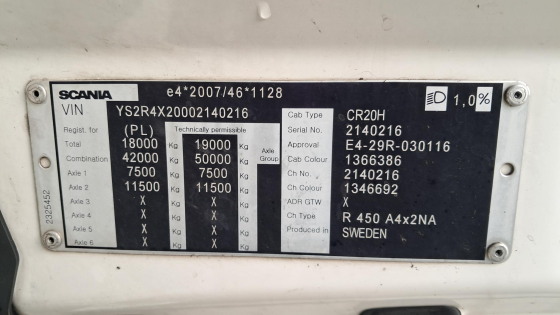 SCANIA e4*2007/46*1128
1,0%
VIN YS2R4X20002140216
Regist. for (PL) Technically permissible
Total 18000 Kg 19000 Kg Axle Group
Combination 42000 Kg 50000 Kg
Axle 1 7500 Kg 7500 Kg
Axle 2 11500 Kg 11500 Kg
Axle 3 X Kg X Kg
Axle 4 X Kg X Kg
Axle 5 X Kg X Kg
Axle 6 X Kg X Kg
Cab Type CR20H
Serial No. 2140216
Approval E4-29R-030116
Cab Colour 1366386
Ch No. 2140216
Ch Colour 1346692
ADR GTW X
Ch Type R 450 A4x2NA
Produced in SWEDEN
2325452